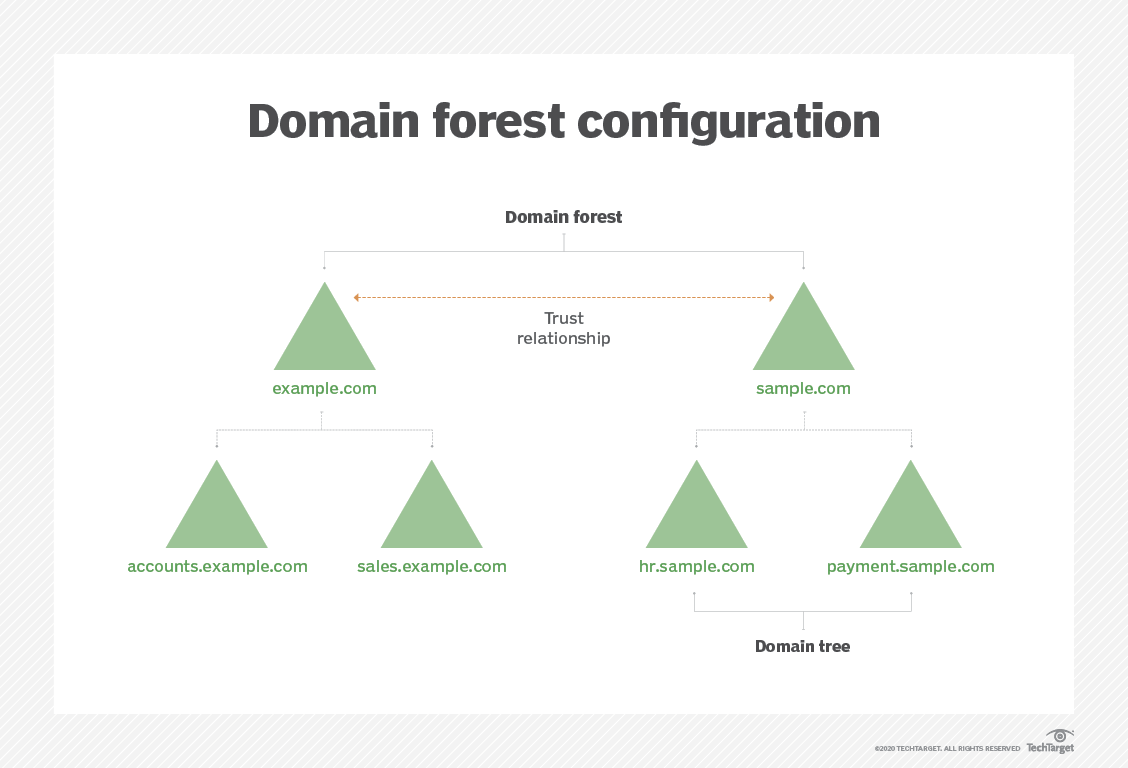 Domain forest configuration
Domain forest
Trust
relationship
example.com
sample.com
accounts.example.com
sales.example.com
hr.sample.com
payment.sample.com
Domain tree
©2020 TECHTARGET. ALL RIGHTS RESERVED
TechTarget